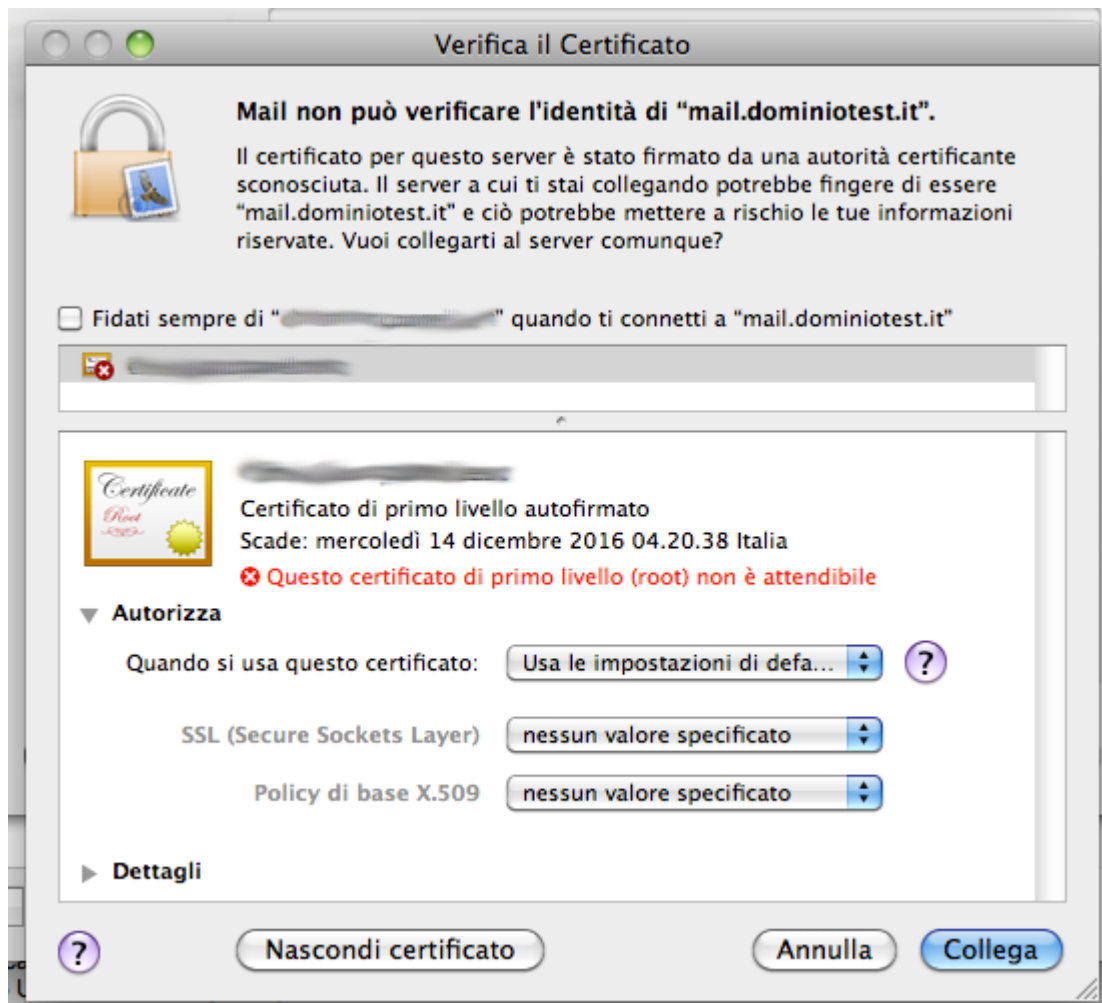 Verifica il Certificato
Mail non può verificare l'identità di “mail.dominiotest.it”.
Il certificato per questo server è stato firmato da una autorità certificante
sconosciuta. Il server a cui ti stai collegando potrebbe fingere di essere
“mail.dominiotest.it” e ciò potrebbe mettere a rischio le tue informazioni
riservate. Vuoi collegarti al server comunque?
Fidati sempre di “ ” quando ti connetti a “mail.dominiotest.it”
Certificate
Root
Certificato di primo livello autofirmato
Scade: mercoledì 14 dicembre 2016 04.20.38 Italia
Questo certificato di primo livello (root) non è attendibile
Autorizza
Quando si usa questo certificato: Usa le impostazioni di defa... ?
SSL (Secure Sockets Layer) nessun valore specificato
Policy di base X.509 nessun valore specificato
Dettagli
? Nascondi certificato Annulla Collega